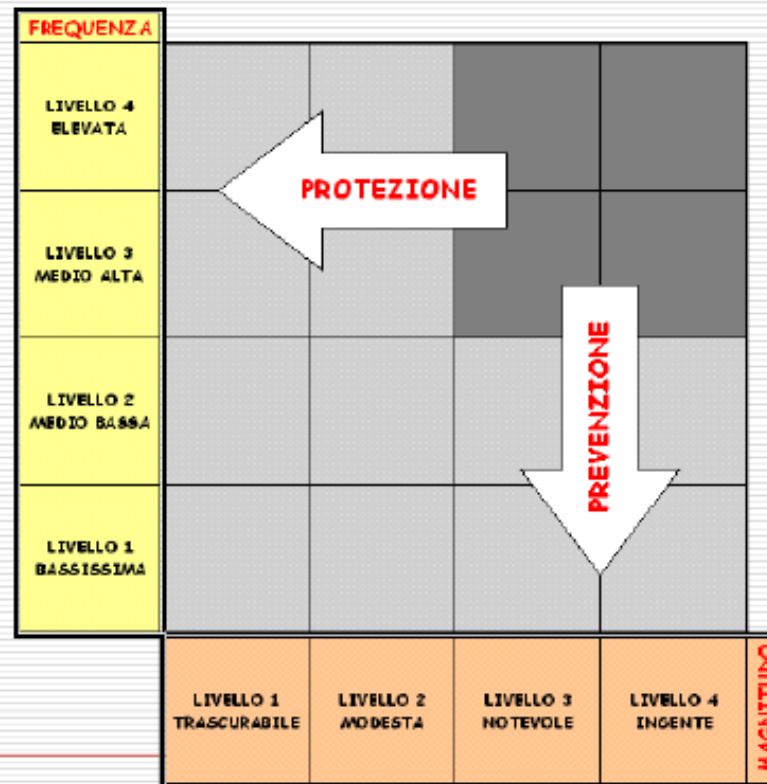 FREQUENZA
LIVELLO 4
ELEVATA
PROTEZIONE
LIVELLO 3
MEDIO ALTA
LIVELLO 2
MEDIO BASSA
PREVENZIONE
LIVELLO 1
BASSISSIMA
LIVELLO 1
TRASCURABILE
LIVELLO 2
MODESTA
LIVELLO 3
NOTEVOLE
LIVELLO 4
INGENTE
MAGNITUDO